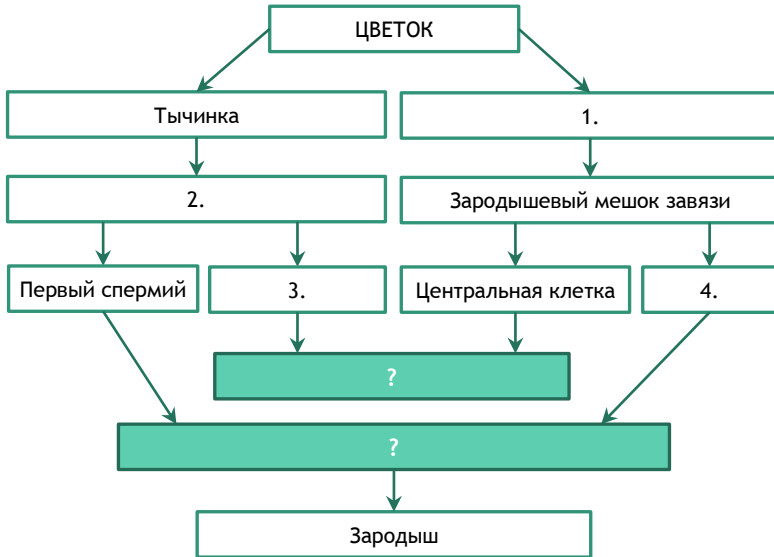 ЦВЕТОК
Тычинка
1.
2.
Зародышевый мешок завязи
Первый спермий
3.
Центральная клетка
4.
?
?
Зародыш